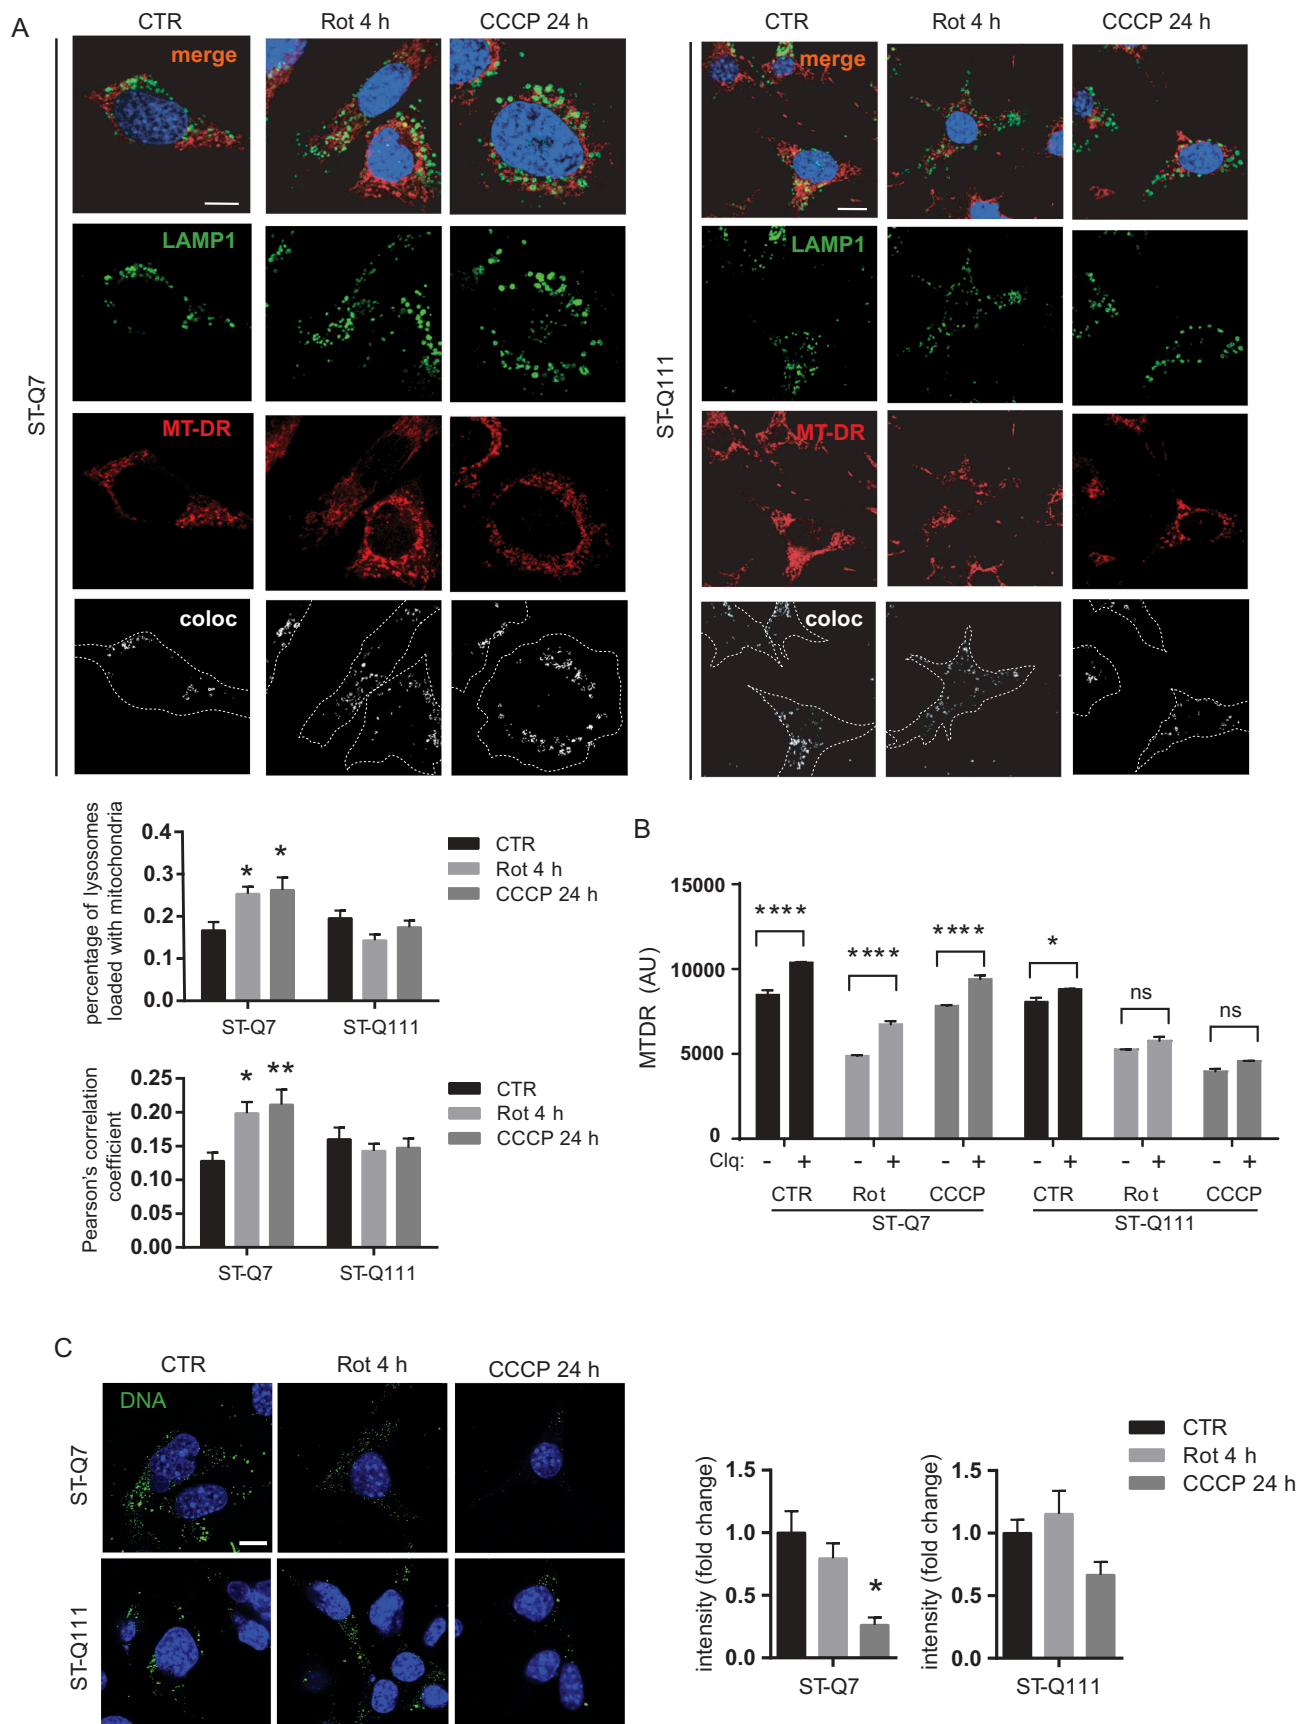 A
CTR Rot 4 h CCCP 24 h CTR Rot 4 h CCCP 24 h
merge merge
LAMP1 LAMP1
ST-Q7 ST-Q111
MT-DR MT-DR
coloc coloc
percentage of lysosomes
loaded with mitochondria
0.4
0.3
0.2
0.1
0.0
* *
ST-Q7 ST-Q111
CTR
Rot 4 h
CCCP 24 h
Pearson's correlation
coefficient
0.25
0.20
0.15
0.10
0.05
0.00
* **
ST-Q7 ST-Q111
CTR
Rot 4 h
CCCP 24 h
B
MTDR (AU)
15000
10000
5000
0
**** **** **** * ns ns
Clq: - + - + - + - + - + - +
CTR Rot CCCP CTR Rot CCCP
ST-Q7 ST-Q111
C
CTR Rot 4 h CCCP 24 h
DNA
ST-Q7
ST-Q111
intensity (fold change)
1.5
1.0
0.5
0.0
*
ST-Q7
intensity (fold change)
1.5
1.0
0.5
0.0
ST-Q111
CTR
Rot 4 h
CCCP 24 h